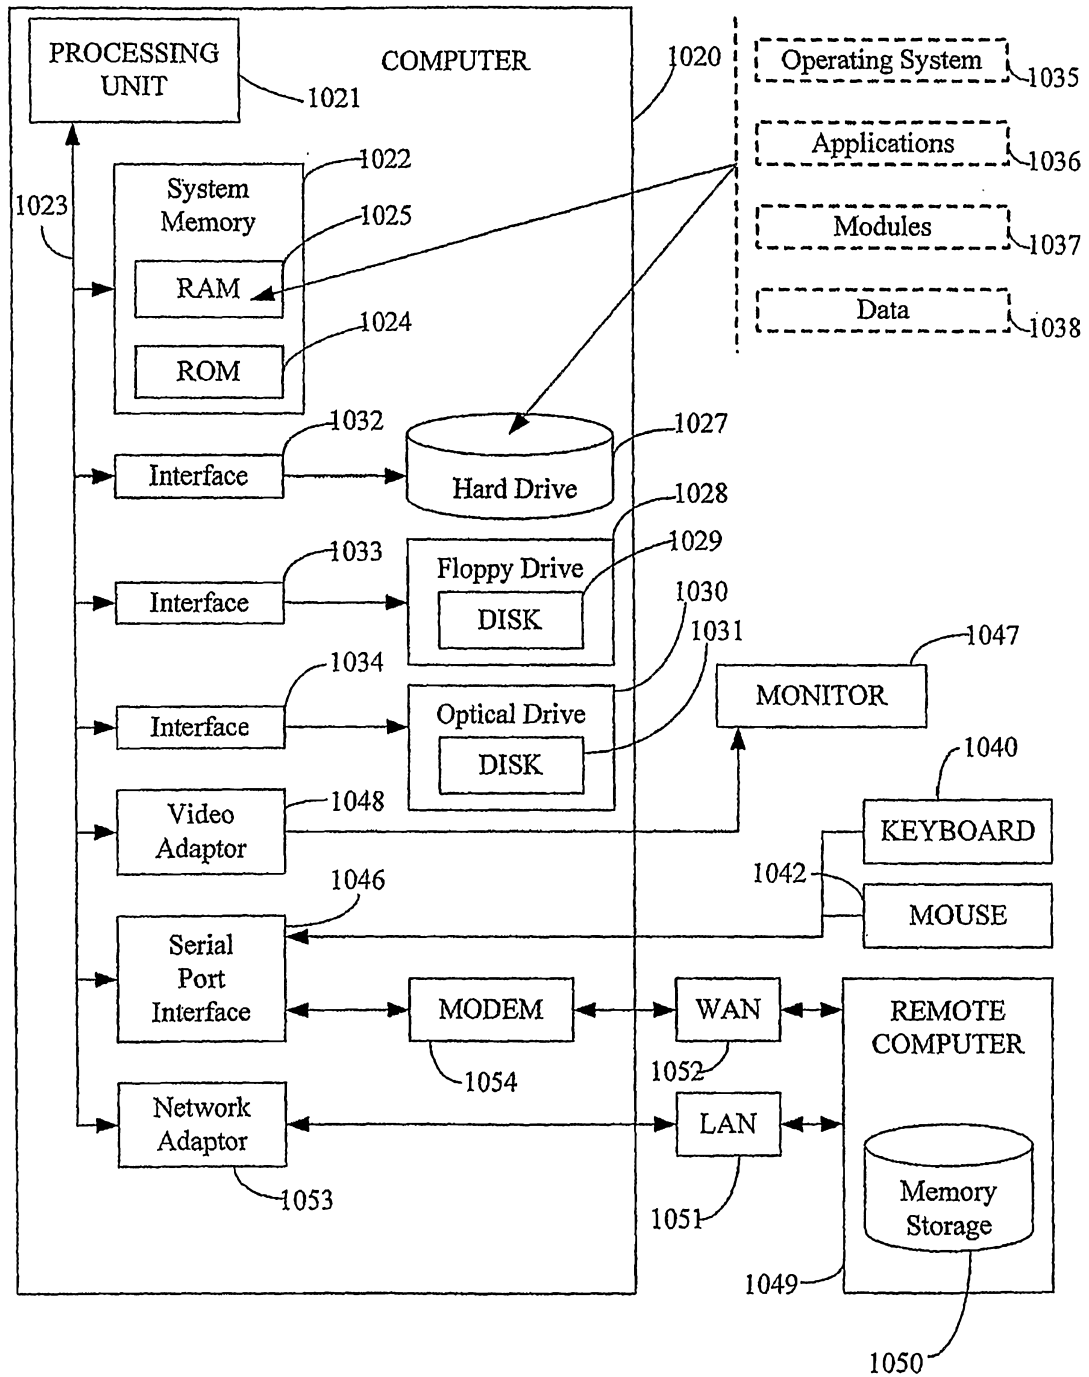 PROCESSING
UNIT
COMPUTER
1020
1021
Operating System
1035
Applications
1036
Modules
1037
Data
1038
1022
System
Memory
1023
1025
RAM
1024
ROM
1032
Interface
1027
Hard Drive
1028
1033
Interface
1029
Floppy Drive
DISK
1030
1031
1034
Interface
Optical Drive
DISK
1047
MONITOR
1048
Video
Adaptor
1040
KEYBOARD
1042
MOUSE
1046
Serial
Port
Interface
MODEM
1054
WAN
1052
REMOTE
COMPUTER
Network
Adaptor
1053
LAN
1051
Memory
Storage
1049
1050